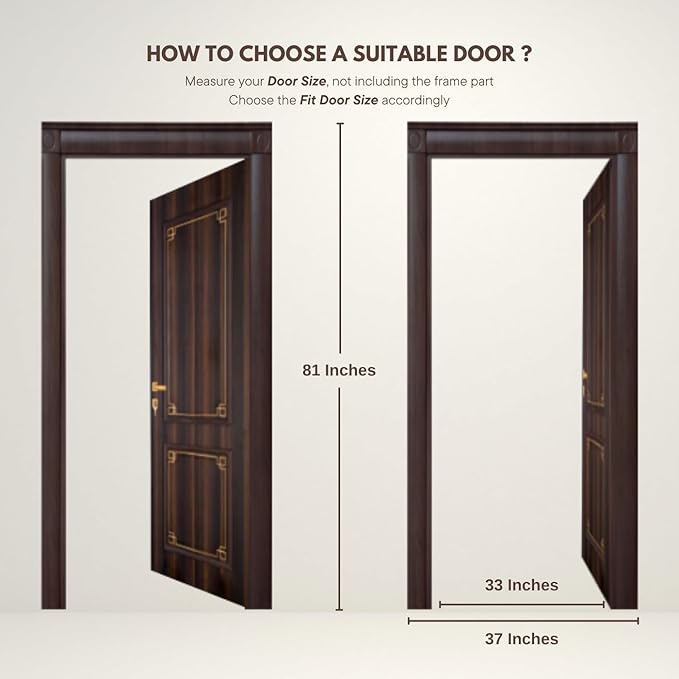 HOW TO CHOOSE A SUITABLE DOOR ?
Measure your Door Size, not including the frame part
Choose the Fit Door Size accordingly
81 Inches
33 Inches
37 Inches